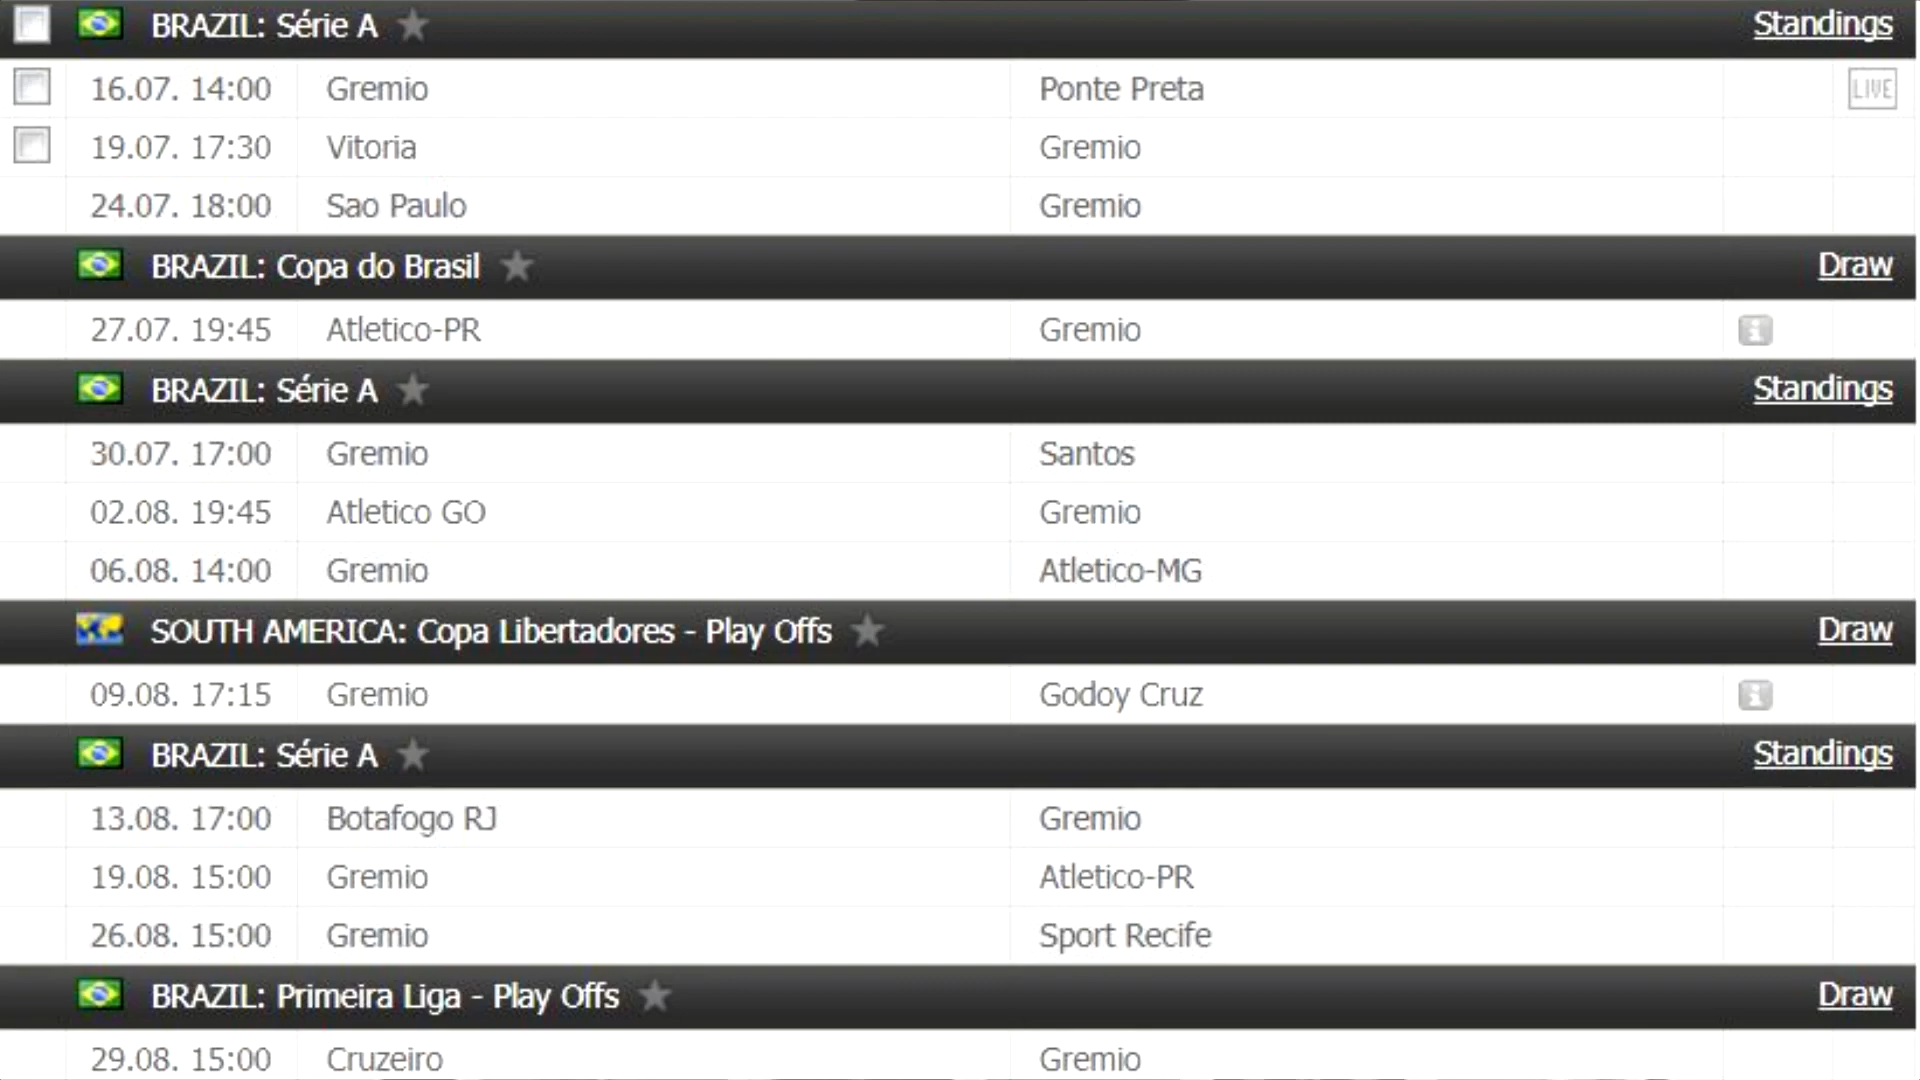 BRAZIL: Série A Standings
16.07. 14:00 Gremio Ponte Preta LIVE
19.07. 17:30 Vitoria Gremio
24.07. 18:00 Sao Paulo Gremio
BRAZIL: Copa do Brasil Draw
27.07. 19:45 Atletico-PR Gremio i
BRAZIL: Série A Standings
30.07. 17:00 Gremio Santos
02.08. 19:45 Atletico GO Gremio
06.08. 14:00 Gremio Atletico-MG
SOUTH AMERICA: Copa Libertadores - Play Offs Draw
09.08. 17:15 Gremio Godoy Cruz i
BRAZIL: Série A Standings
13.08. 17:00 Botafogo RJ Gremio
19.08. 15:00 Gremio Atletico-PR
26.08. 15:00 Gremio Sport Recife
BRAZIL: Primeira Liga - Play Offs Draw
29.08. 15:00 Cruzeiro Gremio